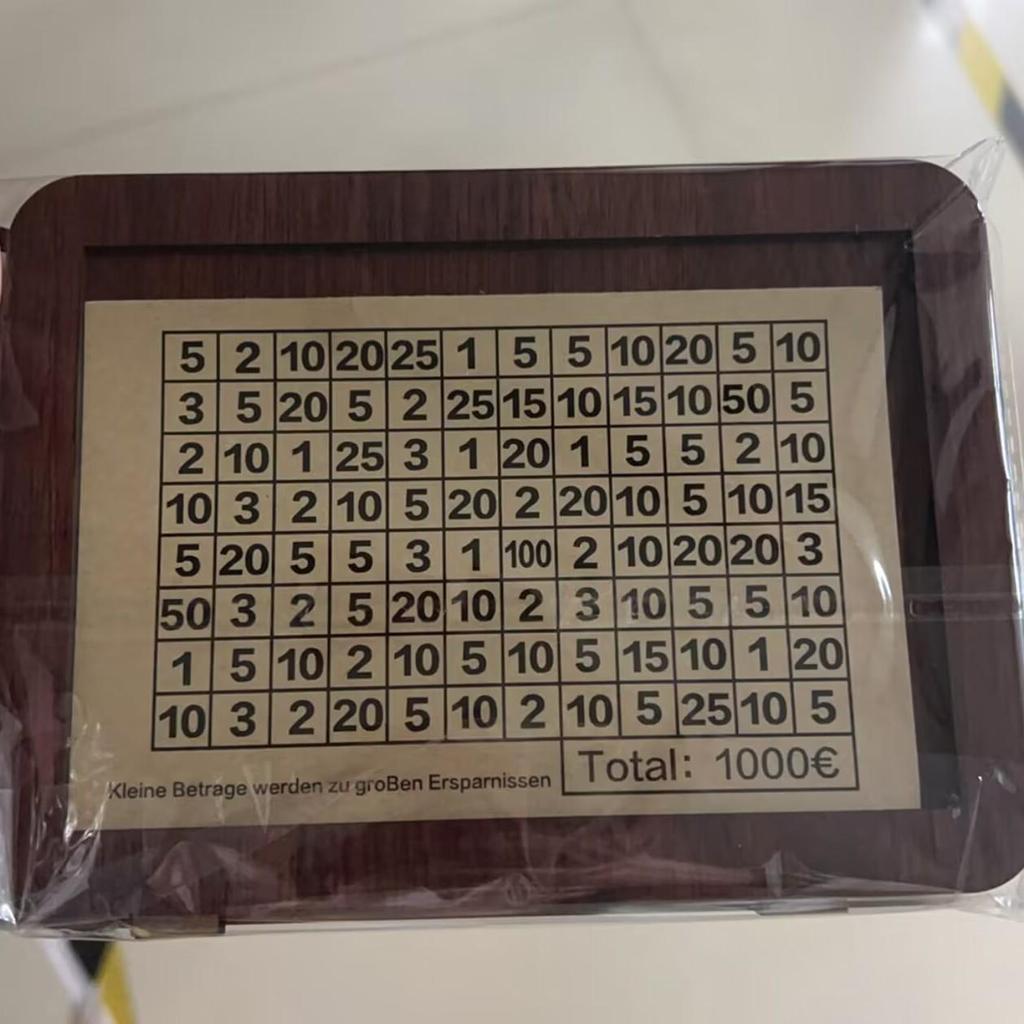 5 2 10 20 25 1 5 5 10 20 5 10
3 5 20 5 2 25 15 10 15 10 50 5
2 10 1 25 3 1 20 1 5 5 2 10
10 3 2 10 5 20 2 20 10 5 10 15
5 20 5 5 3 1 100 2 10 20 20 3
50 3 2 5 20 10 2 3 10 5 5 10
1 5 10 2 10 5 10 5 15 10 1 20
10 3 2 20 5 10 2 10 5 25 10 5
Total: 1000€
Kleine Betrage werden zu groBen Ersparnissen